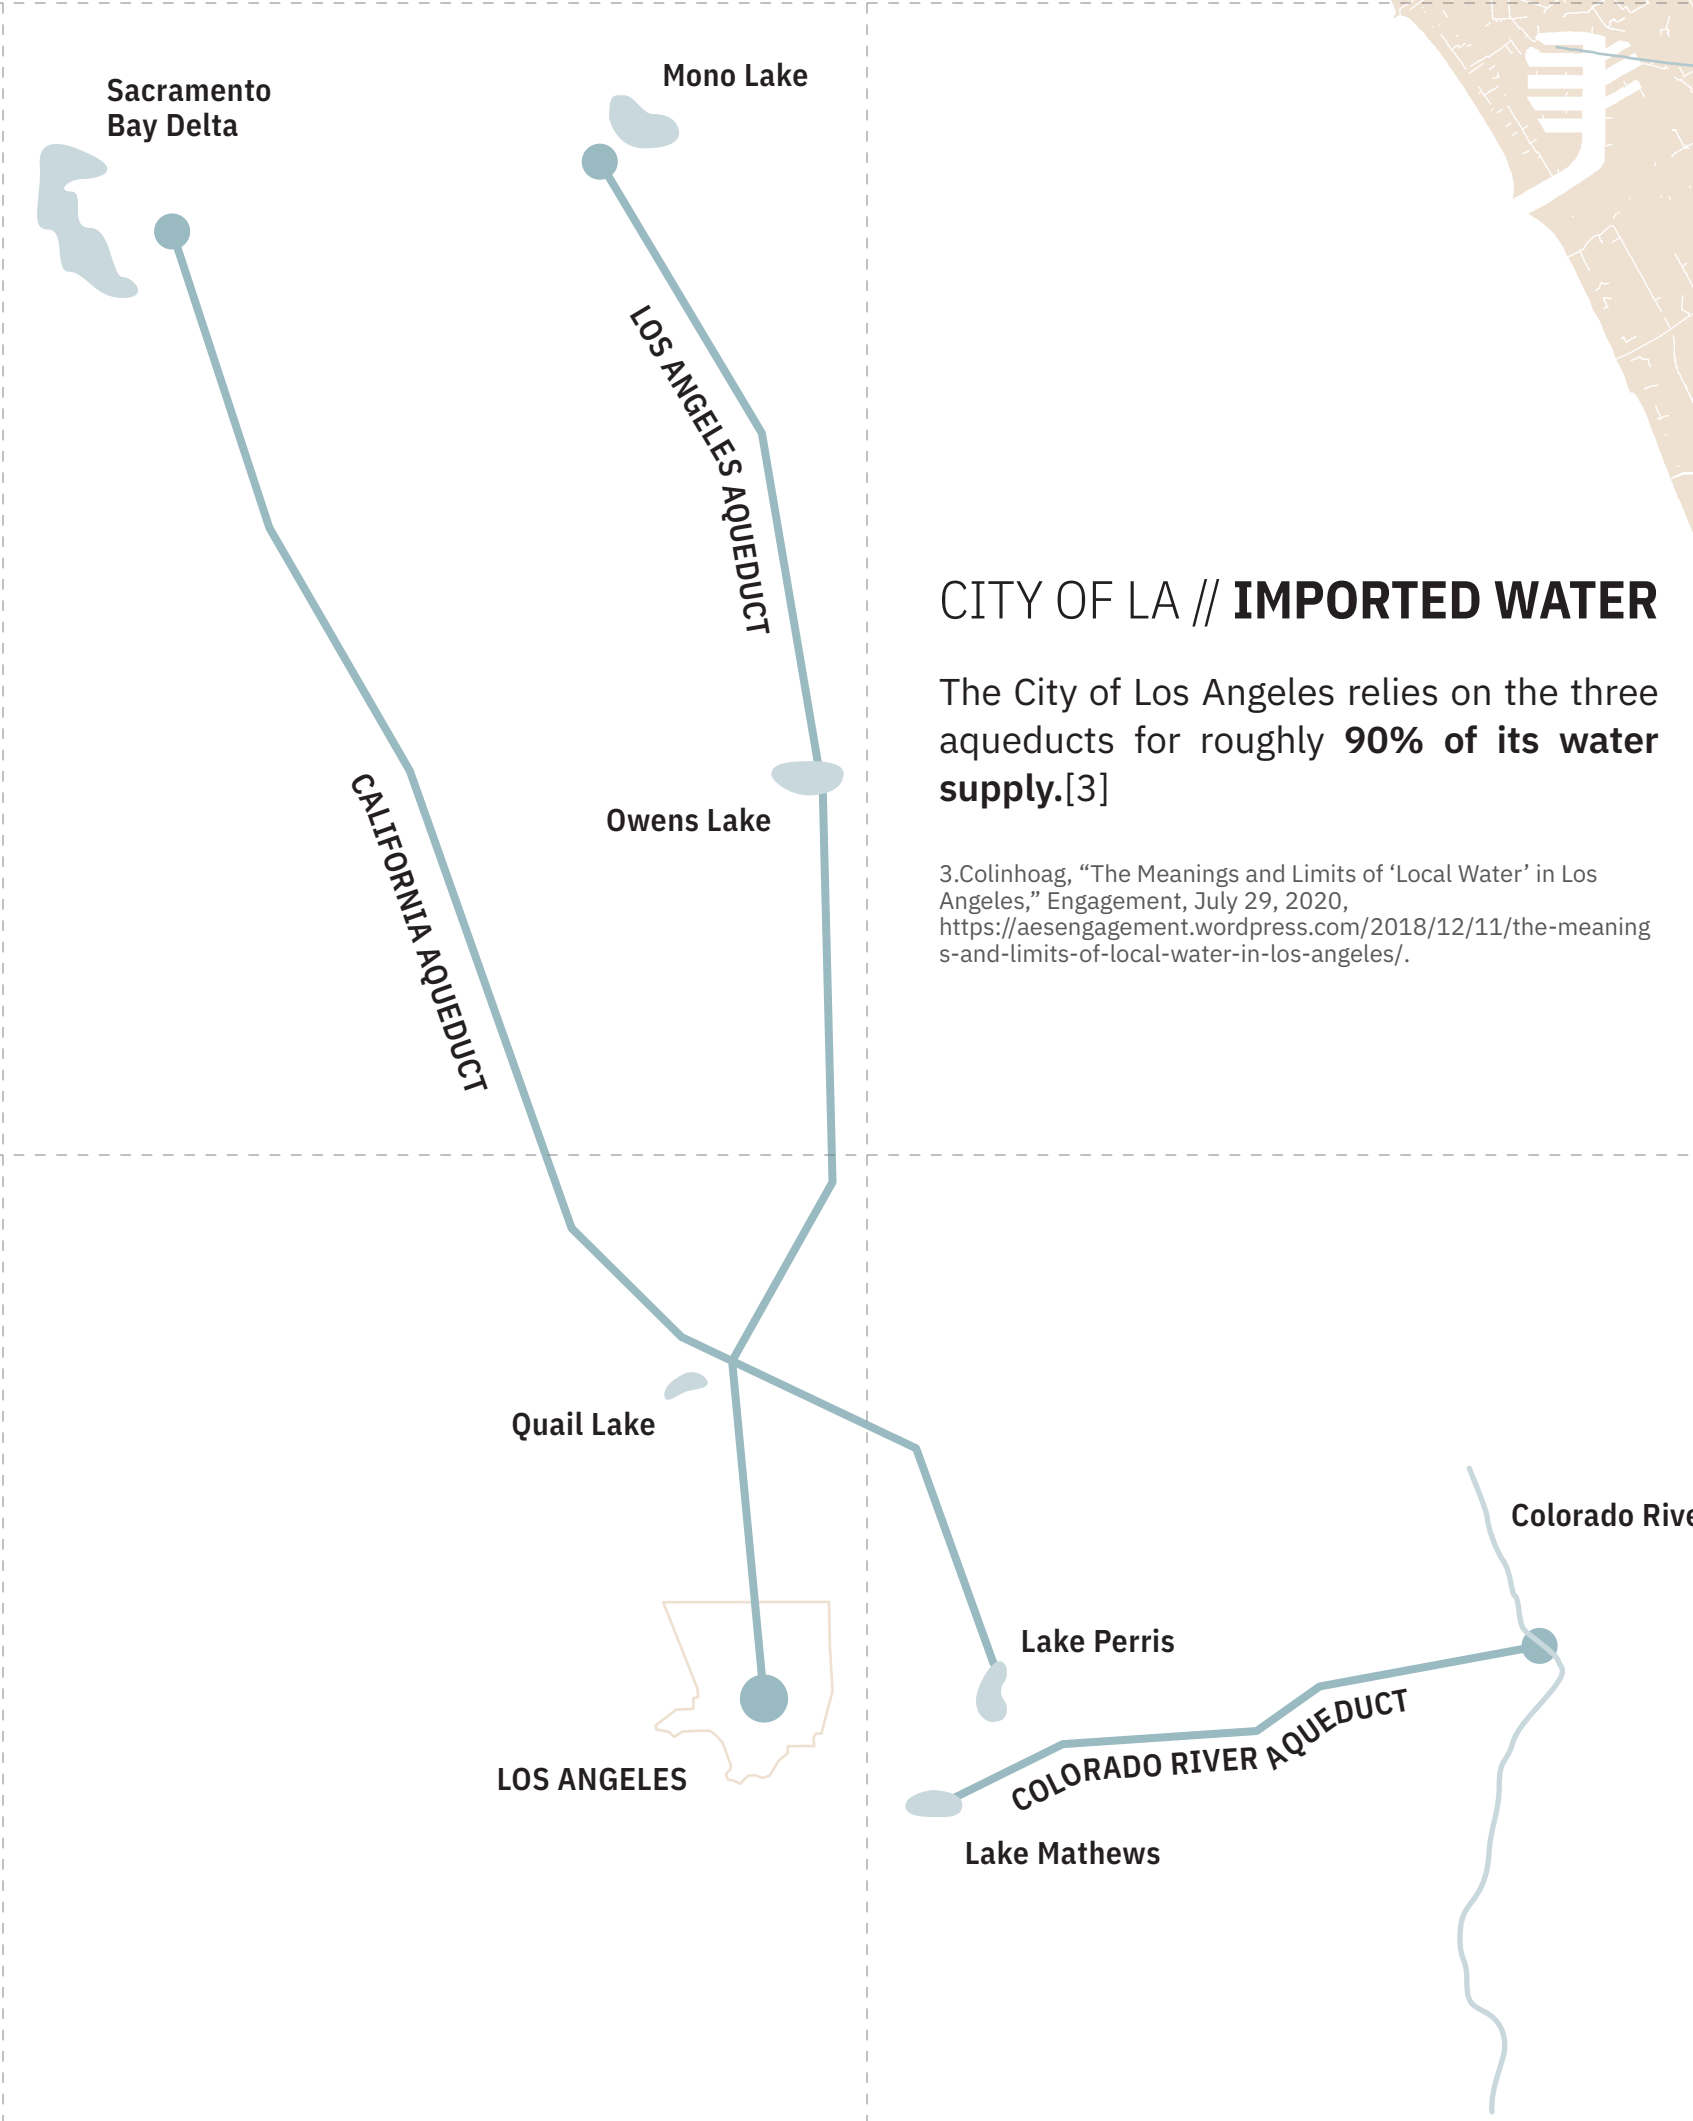 Sacramento
Bay Delta
Mono Lake
LOS ANGELES AQUEDUCT
CITY OF LA // IMPORTED WATER
The City of Los Angeles relies on the three
aqueducts for roughly 90% of its water
supply.[3]
3.Colinhoag, “The Meanings and Limits of ‘Local Water’ in Los
Angeles,” Engagement, July 29, 2020,
https://aesengagement.wordpress.com/2018/12/11/the-meaning
s-and-limits-of-local-water-in-los-angeles/.
CALIFORNIA AQUEDUCT
Owens Lake
Quail Lake
Colorado Rive
Lake Perris
COLORADO RIVER AQUEDUCT
LOS ANGELES
Lake Mathews